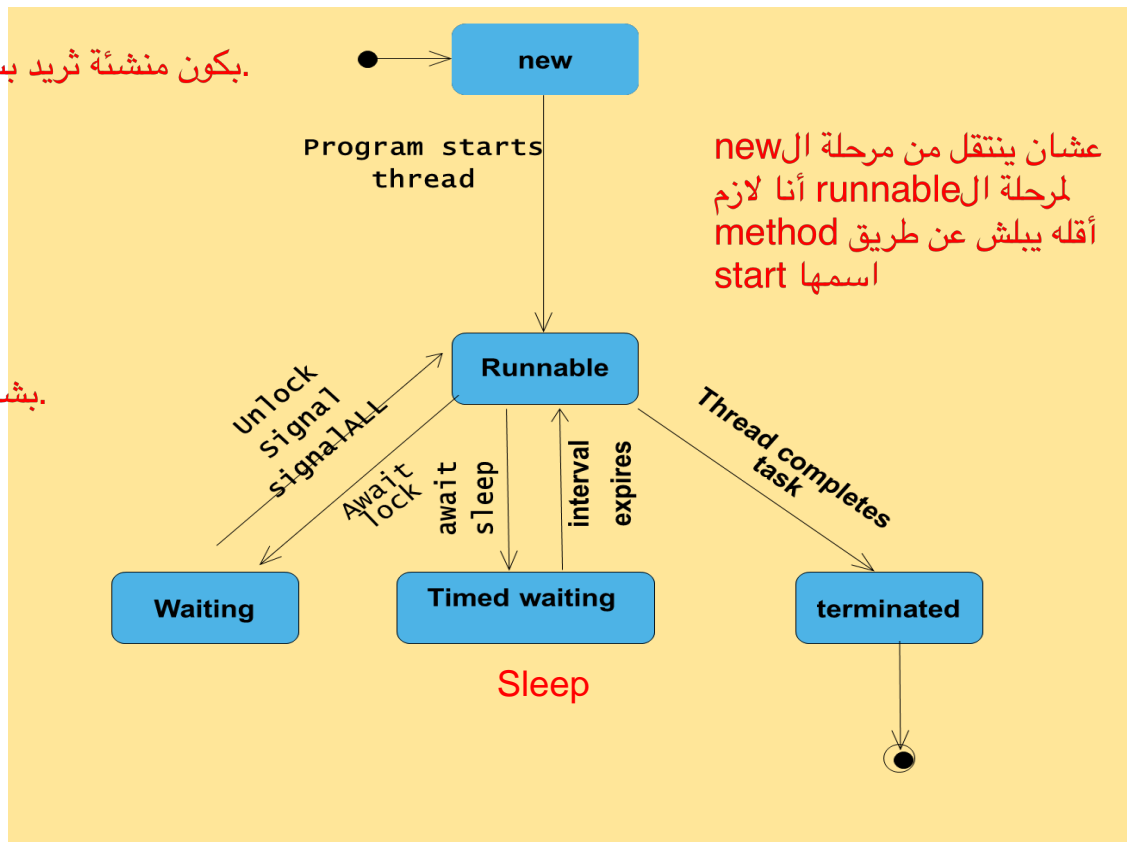 new
بكون منشئة ثريد
Program starts
thread
عشان ينتقل من مرحلة الnew
لمرحلة الrunnable أنا لازم
أقله يبلش عن طريق method
اسمها start
Runnable
Unlock
Signal
signalALL
Await
lock
await
sleep
interval
expires
Thread completes
task
Waiting
Timed waiting
terminated
Sleep